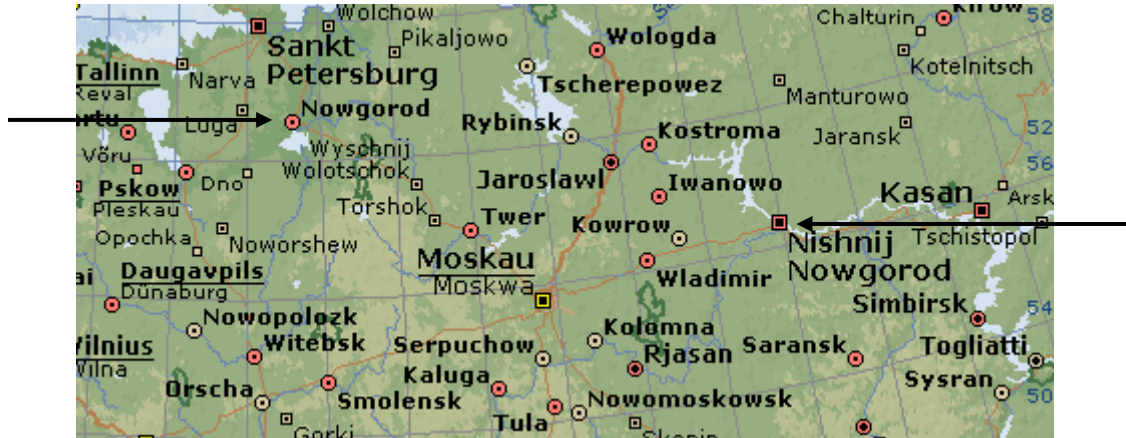 Wolchow
Chalturin
Kirow
58
Sankt
Petersburg
Pikaljowo
Wologda
Kotelnitsch
Tallinn
Reval
Narva
Tscherepowez
Manturowo
Nowgorod
Luga
Rybinsk
Kostroma
Jaransk
52
Võru
Wyschnij
Wolotschok
56
Pskow
Pleskau
Dno
Jaroslawl
Iwanowo
Kasan
Arsk
Torshok
Twer
Kowrow
Tschistopol
Opochka
Noworshew
Moskau
Moskwa
Nishnij
Nowgorod
Daugavpils
Dünaburg
Wladimir
Simbirsk
54
Nowopolozk
Kolomna
Vilnius
Wilna
Witebsk
Serpuchow
Rjasan
Saransk
Togliatti
Orscha
Smolensk
Kaluga
Nowomoskowsk
Sysran
50
Tula
Gorki